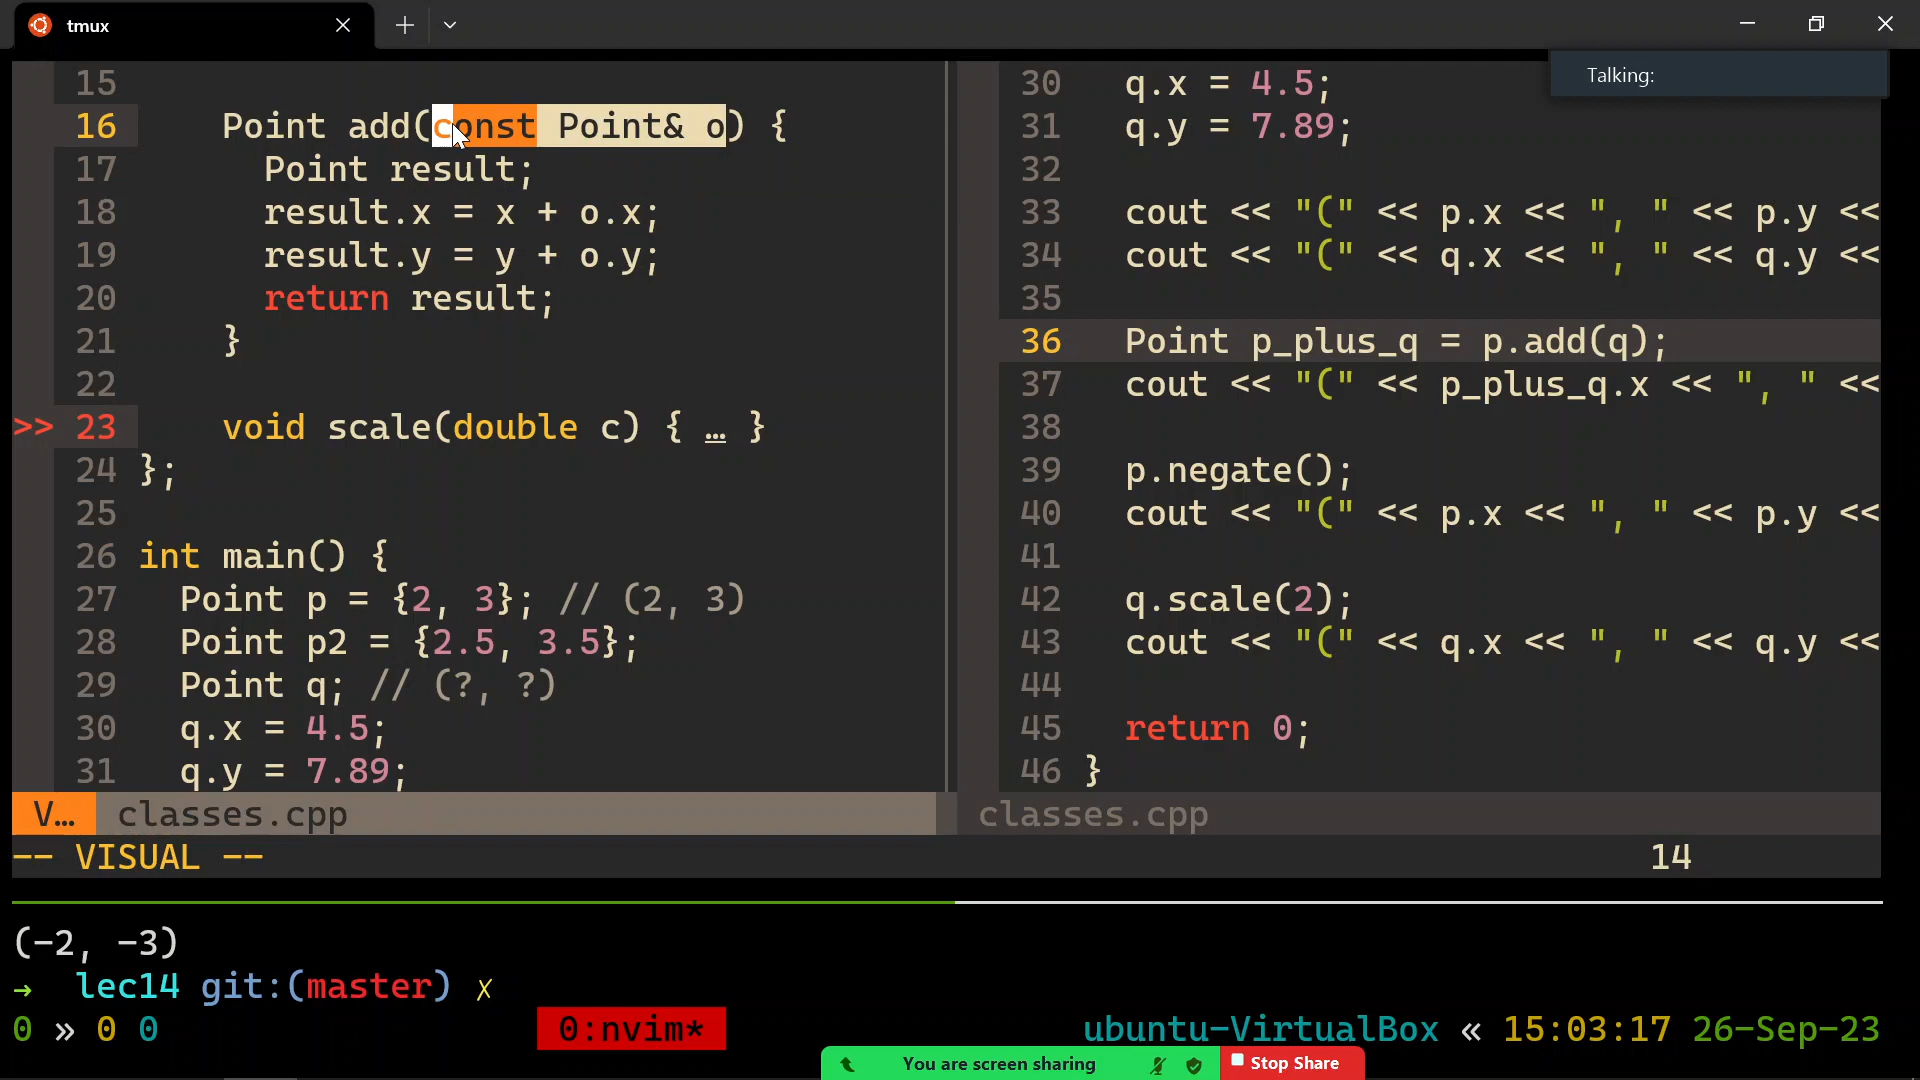 tmux
Talking:
15
16 Point add(const Point& o) {
17 Point result;
18 result.x = x + o.x;
19 result.y = y + o.y;
20 return result;
21 }
22
>> 23 void scale(double c) { … }
24 };
25
26 int main() {
27 Point p = {2, 3}; // (2, 3)
28 Point p2 = {2.5, 3.5};
29 Point q; // (?, ?)
30 q.x = 4.5;
31 q.y = 7.89;
V… classes.cpp
30 q.x = 4.5;
31 q.y = 7.89;
32
33 cout << "(" << p.x << ", " << p.y <<
34 cout << "(" << q.x << ", " << q.y <<
35
36 Point p_plus_q = p.add(q);
37 cout << "(" << p_plus_q.x << ", " <<
38
39 p.negate();
40 cout << "(" << p.x << ", " << p.y <<
41
42 q.scale(2);
43 cout << "(" << q.x << ", " << q.y <<
44
45 return 0;
46 }
classes.cpp
-- VISUAL -- 14
(-2, -3)
→ lec14 git:(master) ✗
0 » 0 0 0:nvim* ubuntu-VirtualBox « 15:03:17 26-Sep-23
You are screen sharing Stop Share